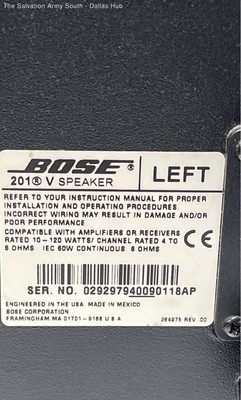 The Salvation Army South - Dallas Hub
BOSE®
201® V SPEAKER
LEFT
REFER TO YOUR INSTRUCTION MANUAL FOR PROPER
INSTALLATION AND OPERATING PROCEDURES.
INCORRECT WIRING MAY RESULT IN DAMAGE AND/OR
POOR PERFORMANCE
COMPATIBLE WITH AMPLIFIERS OR RECEIVERS
RATED 10 - 120 WATTS/ CHANNEL RATED 4 TO
8 OHMS IEC 60W CONTINUOUS 8 OHMS
CE
SER. NO. 029297940090118AP
ENGINEERED IN THE USA. MADE IN MEXICO
BOSE CORPORATION
FRAMINGHAM MA 01701-9168 U S A
264975 REV .00